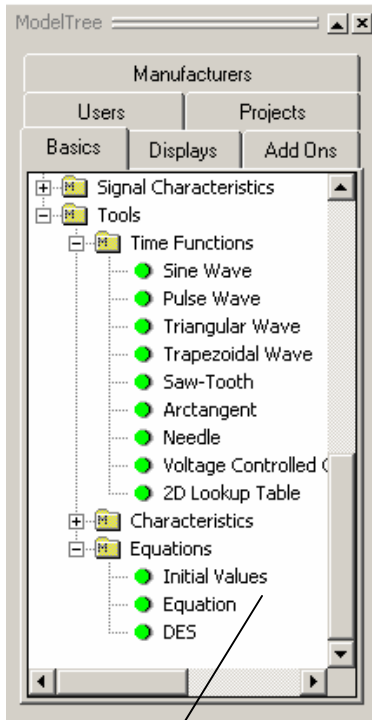 ModelTree
Manufacturers
Users Projects
Basics Displays Add Ons
Signal Characteristics
Tools
Time Functions
Sine Wave
Pulse Wave
Triangular Wave
Trapezoidal Wave
Saw-Tooth
Arctangent
Needle
Voltage Controlled
2D Lookup Table
Characteristics
Equations
Initial Values
Equation
DES